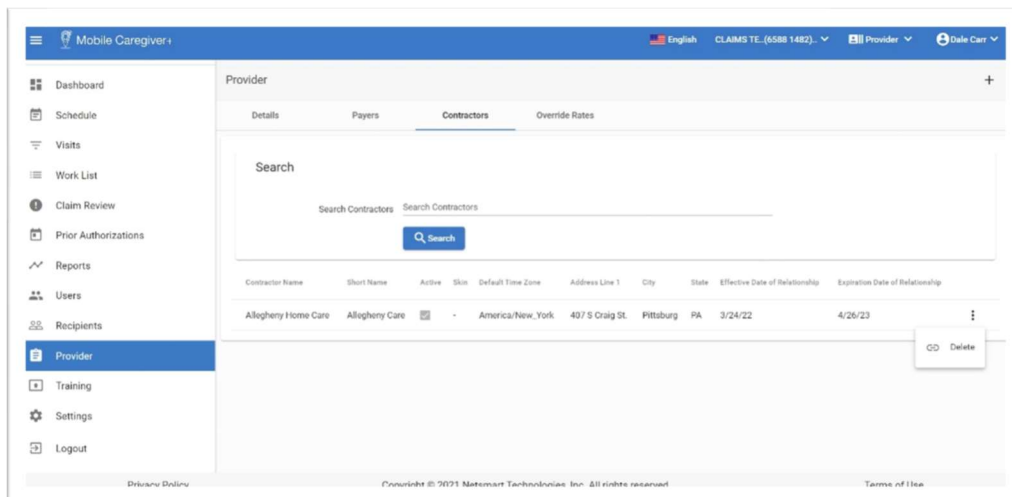 Mobile Caregiver+
English CLAIMS TE..(6588 1482).. Provider Dale Carr
Dashboard
Schedule
Visits
Work List
Claim Review
Prior Authorizations
Reports
Users
Recipients
Provider
Training
Settings
Logout
Provider +
Details Payers Contractors Override Rates
Search
Search Contractors Search Contractors
Search
Contractor Name Short Name Active Skin Default Time Zone Address Line 1 City State Effective Date of Relationship Expiration Date of Relationship
Allegheny Home Care Allegheny Care - America/New_York 407 S Craig St. Pittsburg PA 3/24/22 4/26/23
Delete
Privacy Policy Copyright © 2021 Netsmart Technologies, Inc. All rights reserved. Terms of Use